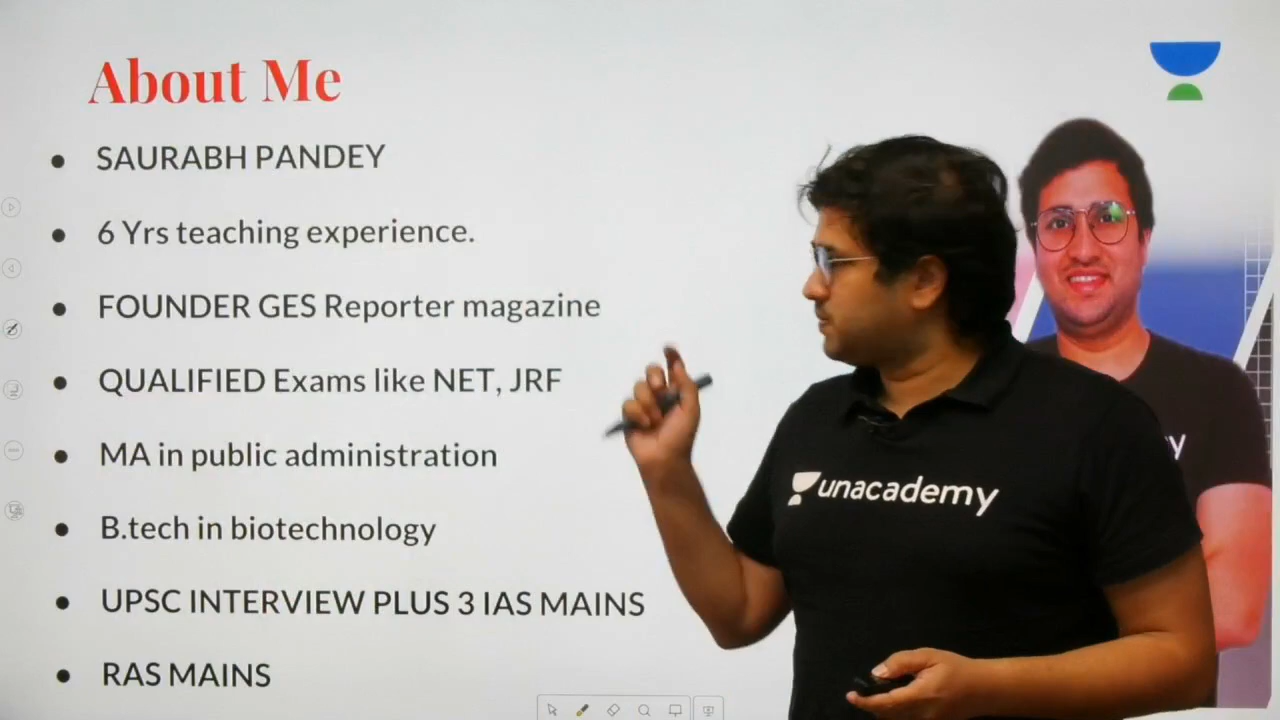 About Me
SAURABH PANDEY
6 Yrs teaching experience.
FOUNDER GES Reporter magazine
QUALIFIED Exams like NET, JRF
MA in public administration
B.tech in biotechnology
UPSC INTERVIEW PLUS 3 IAS MAINS
RAS MAINS
unacademy
y